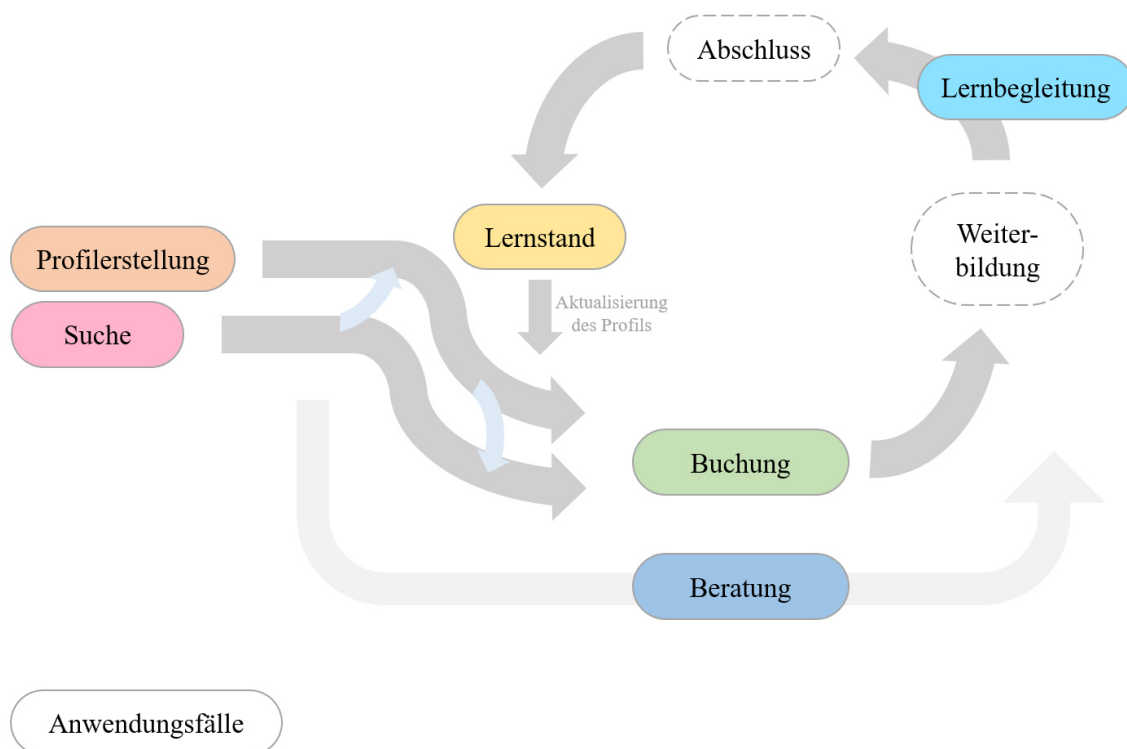 Abschluss
Lernbegleitung
Lernstand
Weiter-
bildung
Profilerstellung
Aktualisierung
des Profils
Suche
Buchung
Beratung
Anwendungsfälle